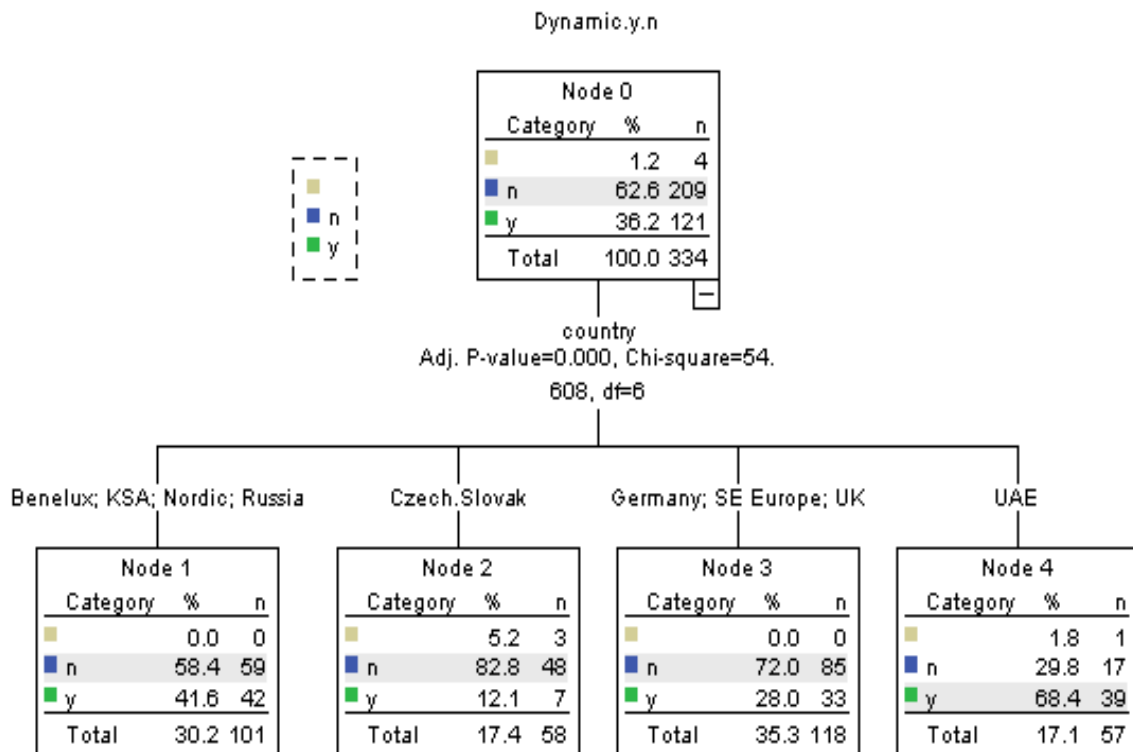 Dynamic.y.n
Node 0
Category % n
1.2 4
n 62.6 209
y 36.2 121
Total 100.0 334
n
y
country
Adj. P-value=0.000, Chi-square=54.
608, df=6
Benelux; KSA; Nordic; Russia
Czech.Slovak
Germany; SE Europe; UK
UAE
Node 1
Category % n
0.0 0
n 58.4 59
y 41.6 42
Total 30.2 101
Node 2
Category % n
5.2 3
n 82.8 48
y 12.1 7
Total 17.4 58
Node 3
Category % n
0.0 0
n 72.0 85
y 28.0 33
Total 35.3 118
Node 4
Category % n
1.8 1
n 29.8 17
y 68.4 39
Total 17.1 57